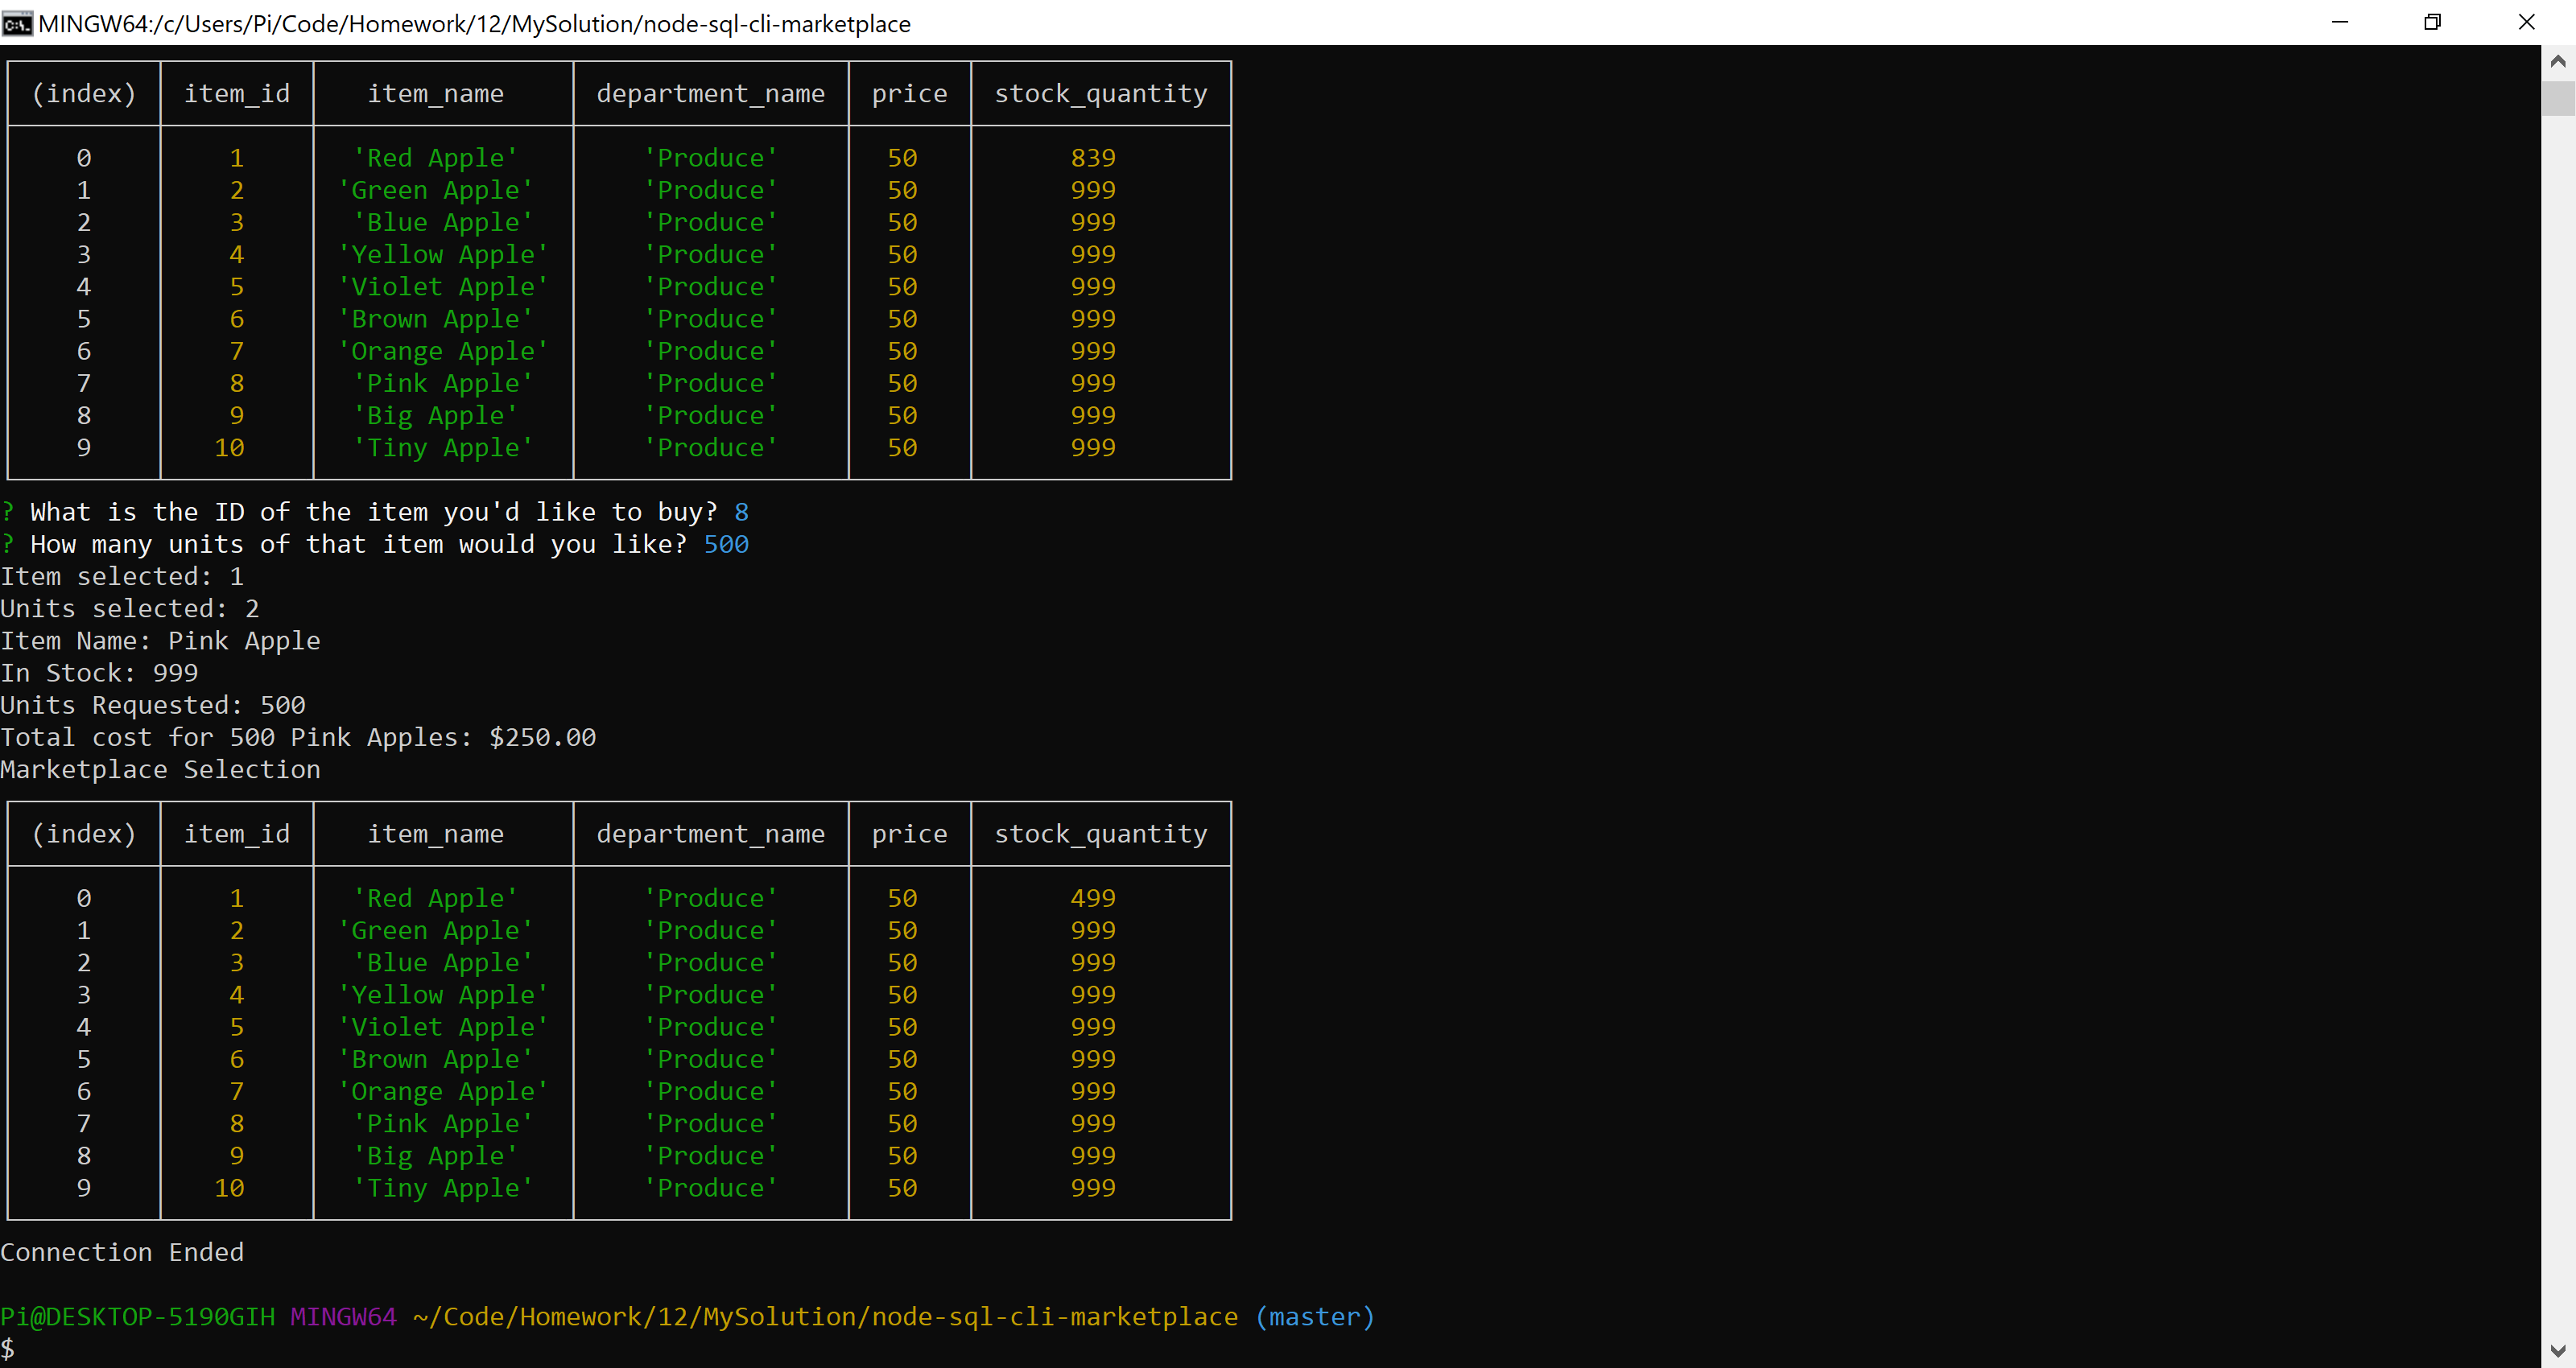 MINGW64:/c/Users/Pi/Code/Homework/12/MySolution/node-sql-cli-marketplace
(index) item_id item_name department_name price stock_quantity
0 1 'Red Apple' 'Produce' 50 839
1 2 'Green Apple' 'Produce' 50 999
2 3 'Blue Apple' 'Produce' 50 999
3 4 'Yellow Apple' 'Produce' 50 999
4 5 'Violet Apple' 'Produce' 50 999
5 6 'Brown Apple' 'Produce' 50 999
6 7 'Orange Apple' 'Produce' 50 999
7 8 'Pink Apple' 'Produce' 50 999
8 9 'Big Apple' 'Produce' 50 999
9 10 'Tiny Apple' 'Produce' 50 999
? What is the ID of the item you'd like to buy? 8
? How many units of that item would you like? 500
Item selected: 1
Units selected: 2
Item Name: Pink Apple
In Stock: 999
Units Requested: 500
Total cost for 500 Pink Apples: $250.00
Marketplace Selection
(index) item_id item_name department_name price stock_quantity
0 1 'Red Apple' 'Produce' 50 499
1 2 'Green Apple' 'Produce' 50 999
2 3 'Blue Apple' 'Produce' 50 999
3 4 'Yellow Apple' 'Produce' 50 999
4 5 'Violet Apple' 'Produce' 50 999
5 6 'Brown Apple' 'Produce' 50 999
6 7 'Orange Apple' 'Produce' 50 999
7 8 'Pink Apple' 'Produce' 50 999
8 9 'Big Apple' 'Produce' 50 999
9 10 'Tiny Apple' 'Produce' 50 999
Connection Ended
Pi@DESKTOP-5190GIH MINGW64 ~/Code/Homework/12/MySolution/node-sql-cli-marketplace (master)
$